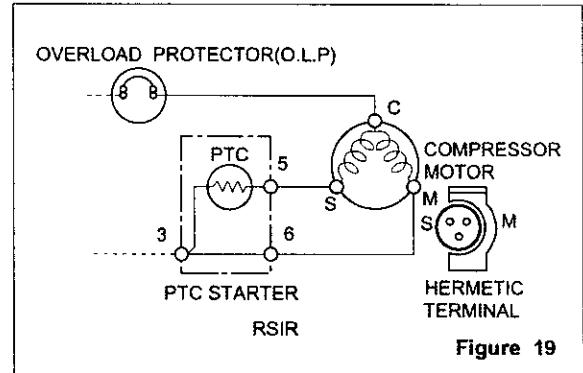 OVERLOAD PROTECTOR(O.L.P)
C
PTC
5
COMPRESSOR
MOTOR
S
M
3
6
S
M
PTC STARTER
HERMETIC
TERMINAL
RSIR
Figure 19